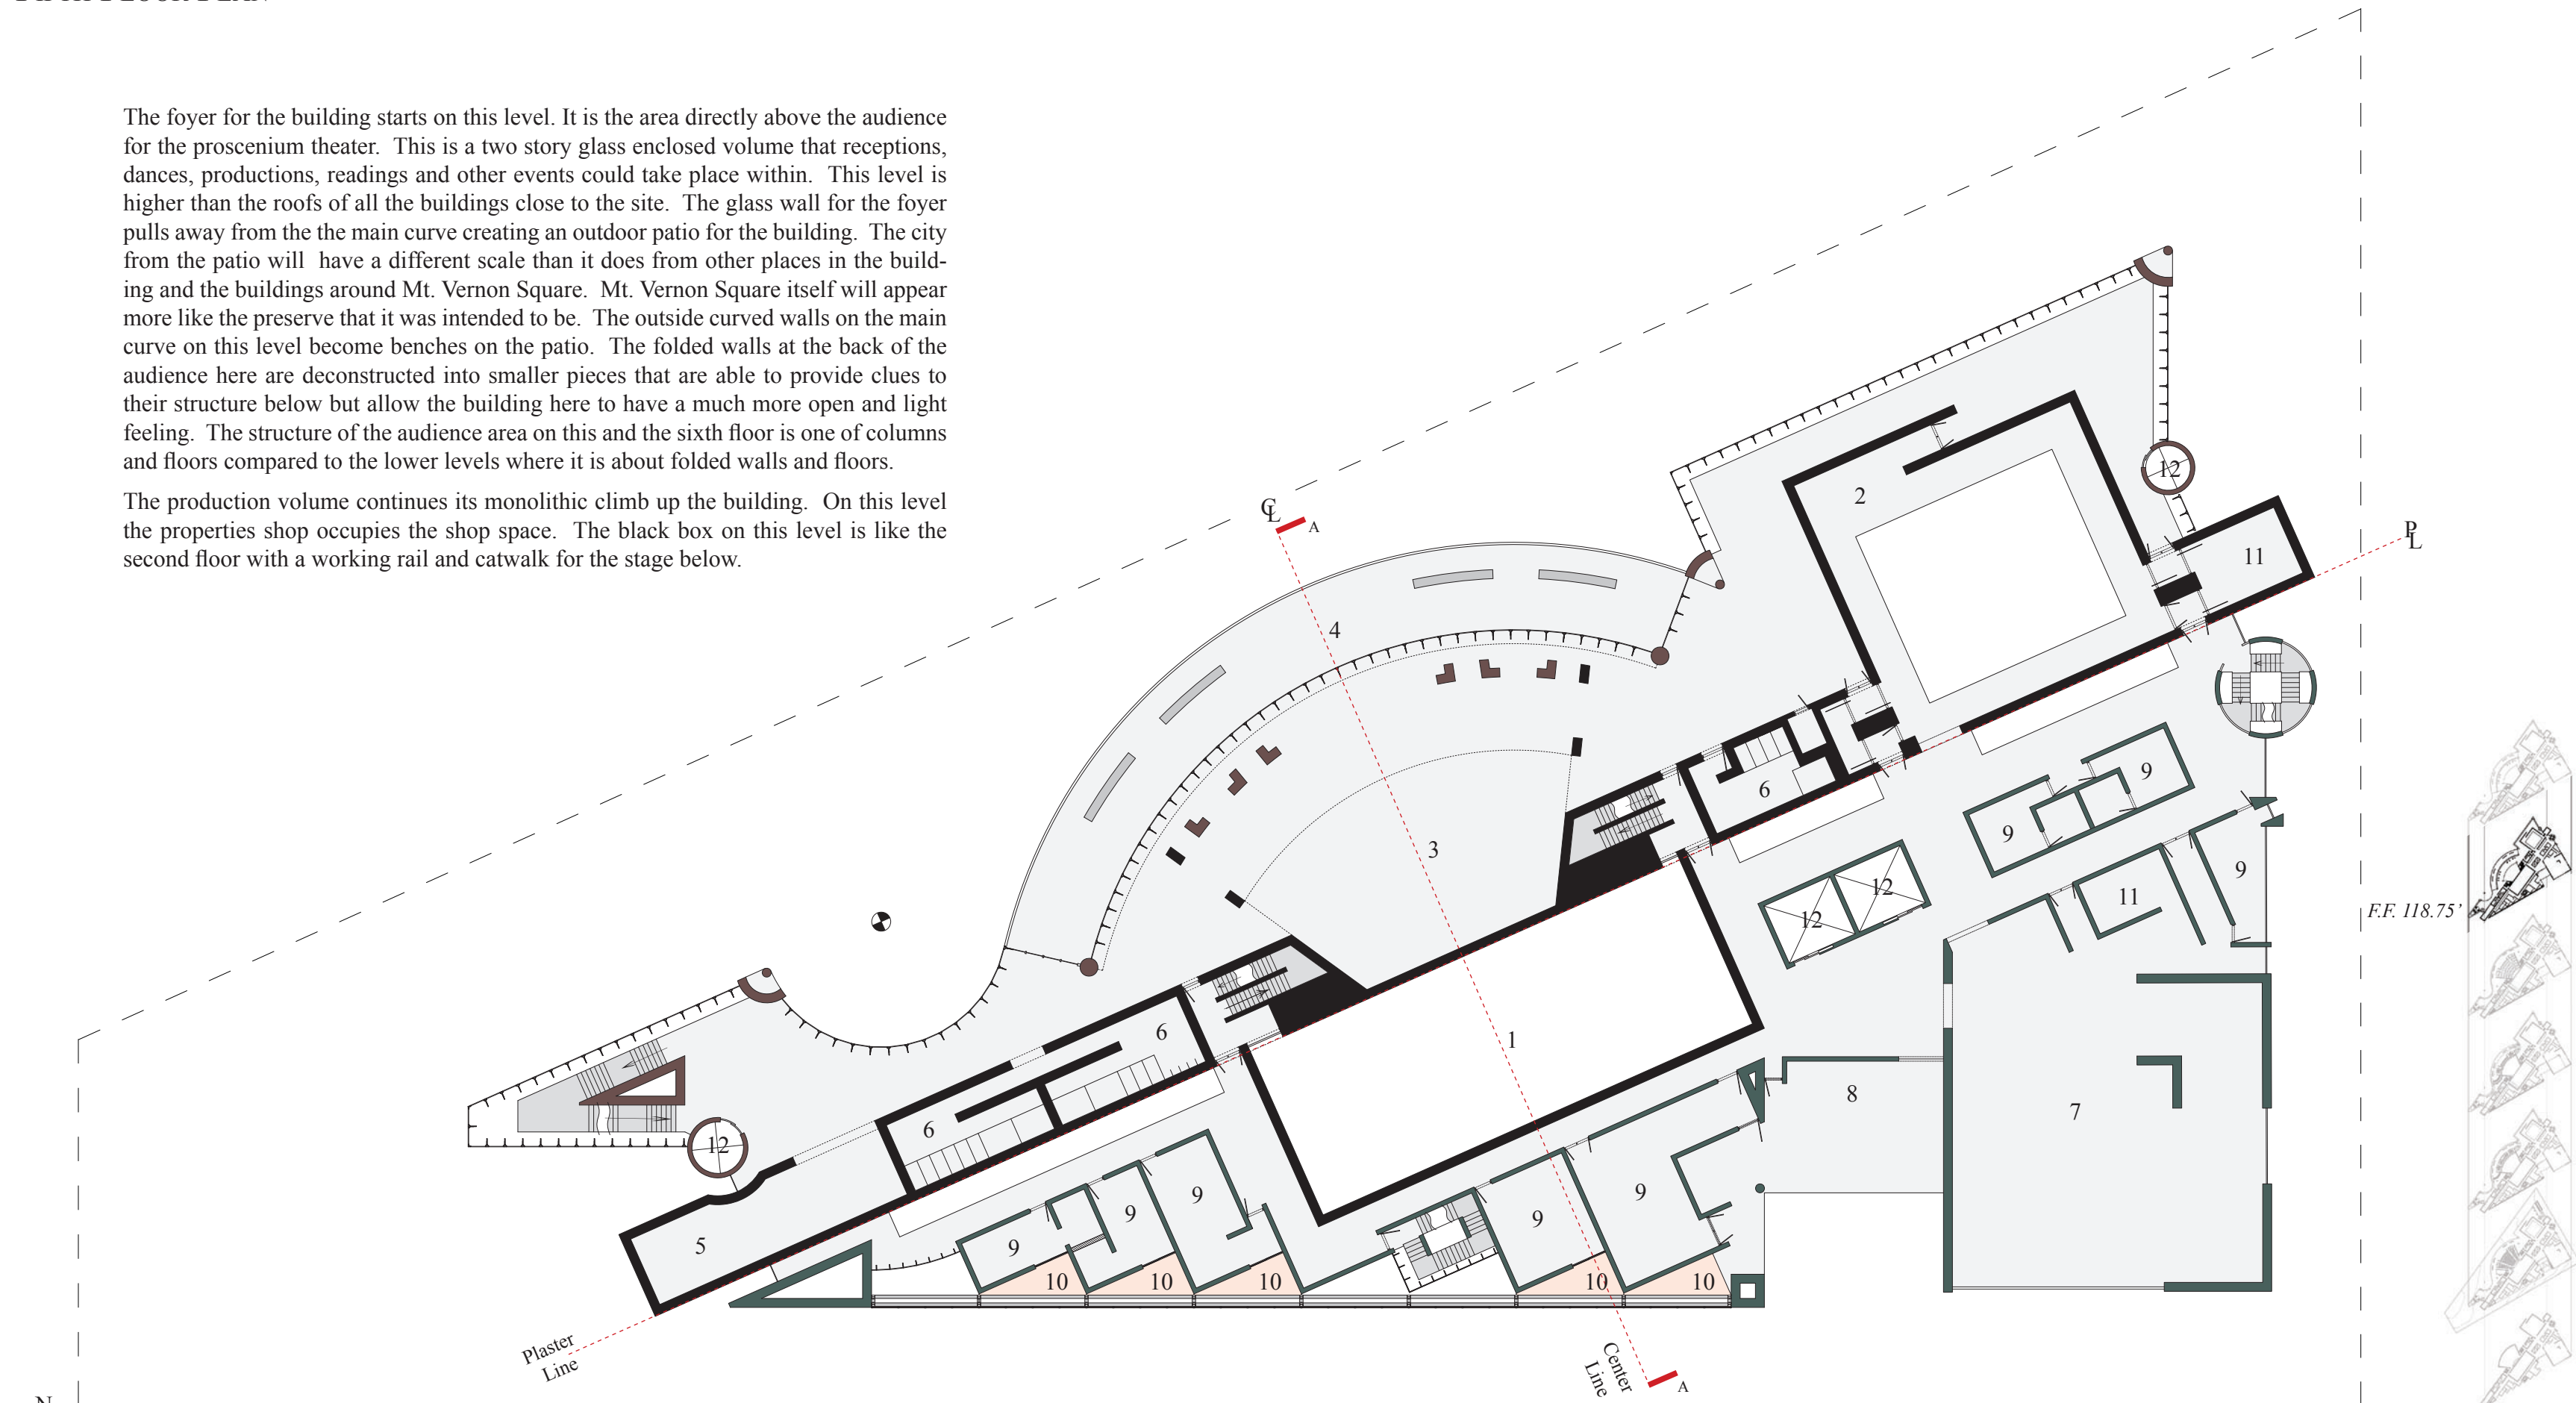 The foyer for the building starts on this level. It is the area directly above the audience
for the proscenium theater. This is a two story glass enclosed volume that receptions,
dances, productions, readings and other events could take place within. This level is
higher than the roofs of all the buildings close to the site. The glass wall for the foyer
pulls away from the the main curve creating an outdoor patio for the building. The city
from the patio will have a different scale than it does from other places in the build-
ing and the buildings around Mt. Vernon Square. Mt. Vernon Square itself will appear
more like the preserve that it was intended to be. The outside curved walls on the main
curve on this level become benches on the patio. The folded walls at the back of the
audience here are deconstructed into smaller pieces that are able to provide clues to
their structure below but allow the building here to have a much more open and light
feeling. The structure of the audience area on this and the sixth floor is one of columns
and floors compared to the lower levels where it is about folded walls and floors.
The production volume continues its monolithic climb up the building. On this level
the properties shop occupies the shop space. The black box on this level is like the
second floor with a working rail and catwalk for the stage below.
CL
A
PL
2
12
11
4
3
6
9
9
9
11
12
12
F.F. 118.75’
6
1
8
7
6
12
5
9
9
9
9
9
10
10
10
10
10
Plaster
Line
Center
Line
A